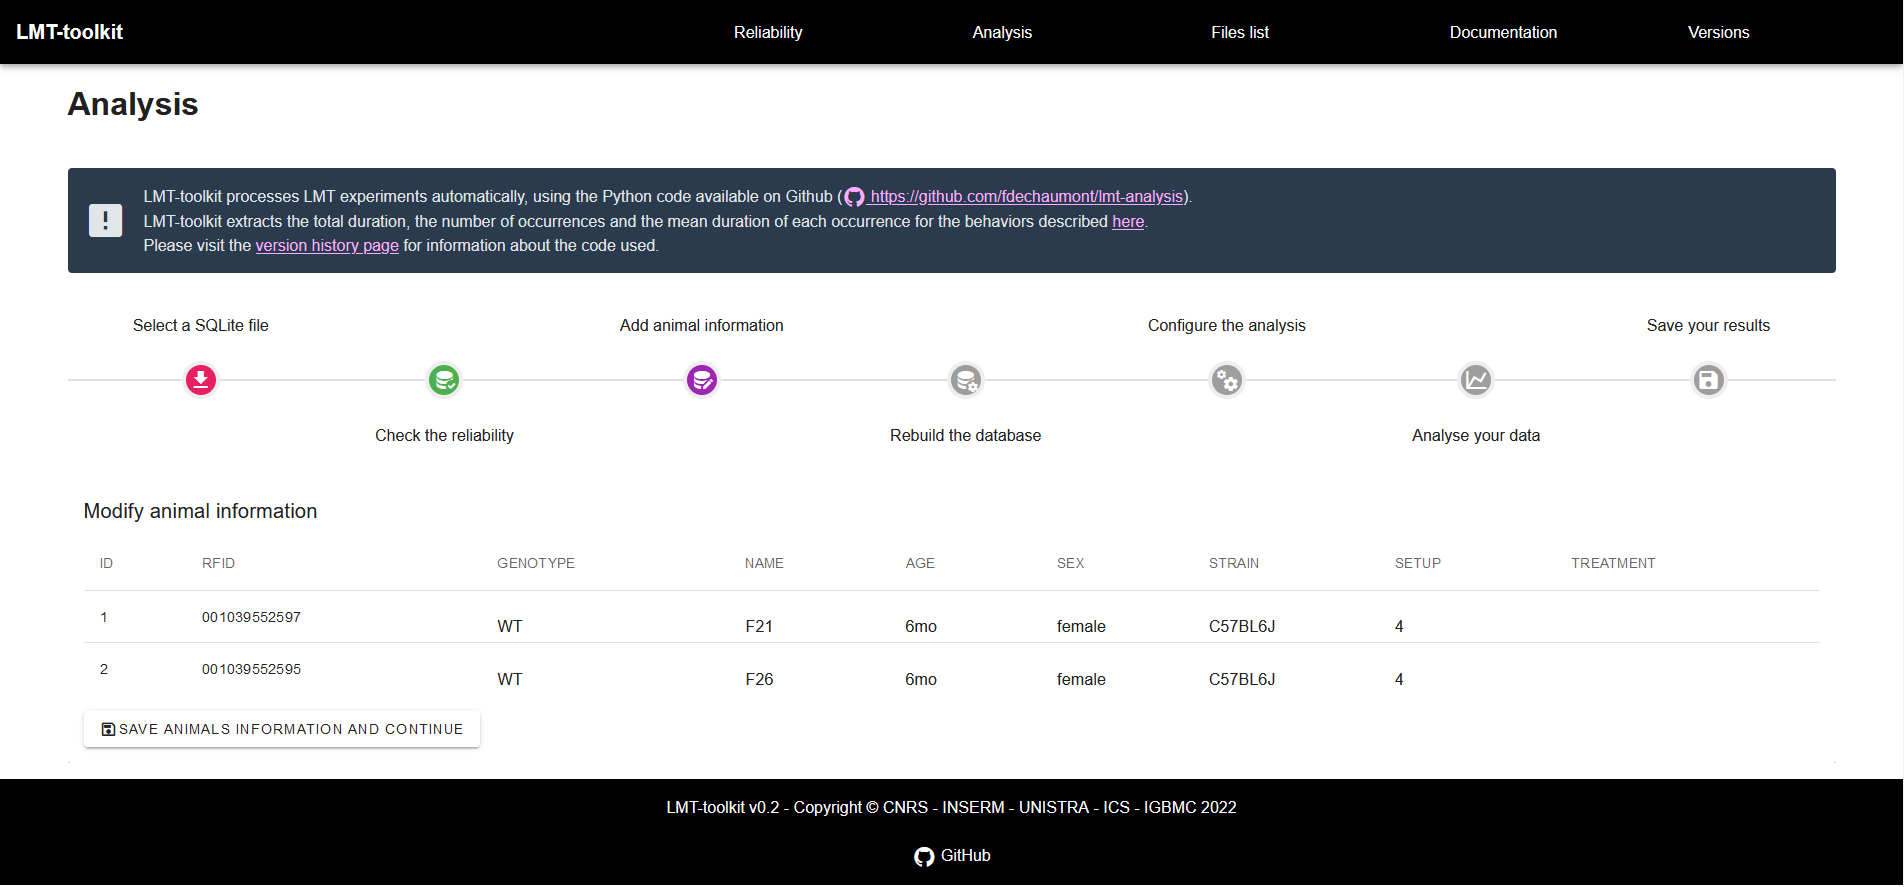 LMT-toolkit Reliability Analysis Files list Documentation Versions
Analysis
LMT-toolkit processes LMT experiments automatically, using the Python code available on Github ( https://github.com/fdechaumont/lmt-analysis).
LMT-toolkit extracts the total duration, the number of occurrences and the mean duration of each occurrence for the behaviors described here.
Please visit the version history page for information about the code used.
Select a SQLite file Add animal information Configure the analysis Save your results
Check the reliability Rebuild the database Analyse your data
Modify animal information
ID RFID GENOTYPE NAME AGE SEX STRAIN SETUP TREATMENT
1 001039552597 WT F21 6mo female C57BL6J 4
2 001039552595 WT F26 6mo female C57BL6J 4
SAVE ANIMALS INFORMATION AND CONTINUE
LMT-toolkit v0.2 - Copyright © CNRS - INSERM - UNISTRA - ICS - IGBMC 2022
GitHub